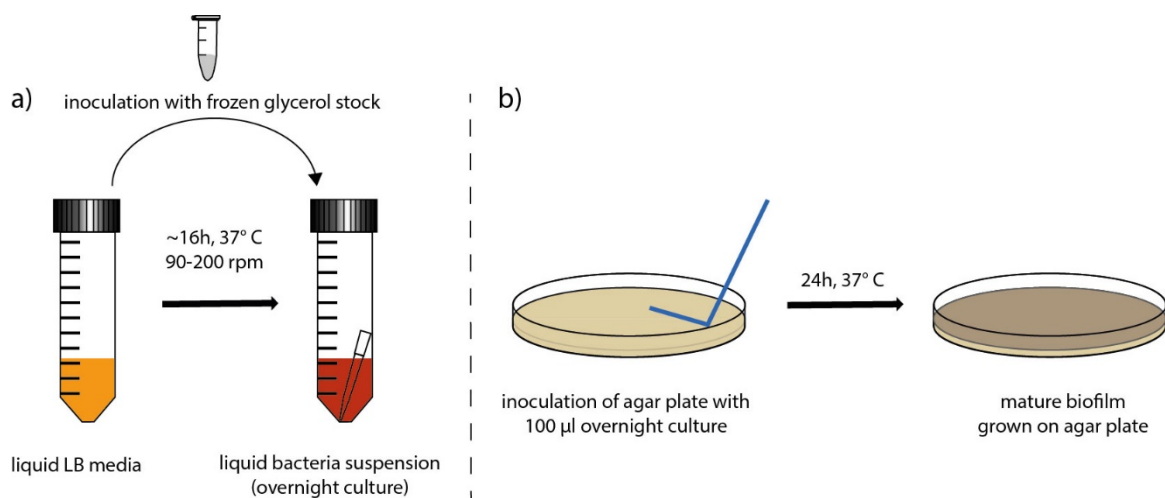 a)
inoculation with frozen glycerol stock
~16h, 37° C
90-200 rpm
liquid LB media
liquid bacteria suspension
(overnight culture)
b)
24h, 37° C
inoculation of agar plate with
100 µl overnight culture
mature biofilm
grown on agar plate